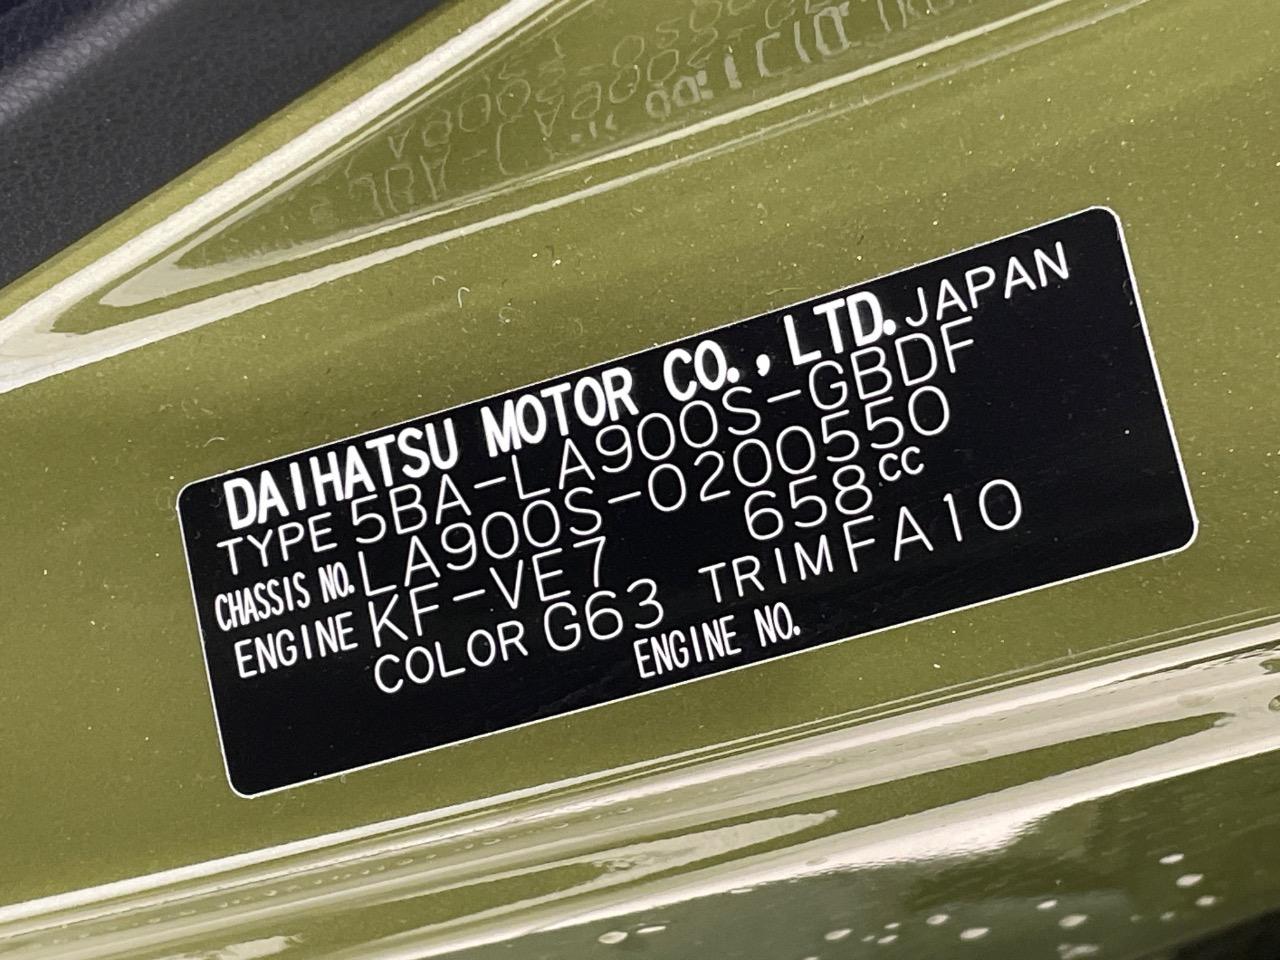 DAIHATSU MOTOR CO., LTD. JAPAN
TYPE 5BA-LA900S-GBDF
CHASSIS NO. LA900S-0200550
ENGINE KF-VE7 658cc
COLOR G63 TRIM FA10
ENGINE NO.